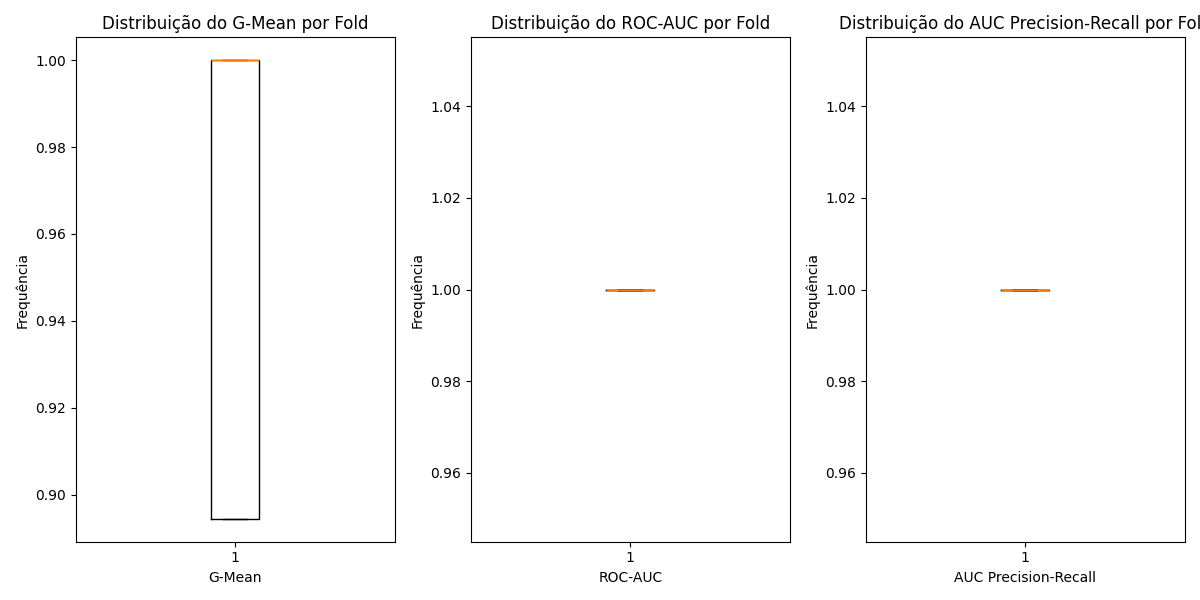 Distribuição do G-Mean por Fold
1.00
0.98
0.96
0.94
0.92
0.90
Frequência
1
G-Mean
Distribuição do ROC-AUC por Fold
1.04
1.02
1.00
0.98
0.96
Frequência
1
ROC-AUC
Distribuição do AUC Precision-Recall por Fol
1.04
1.02
1.00
0.98
0.96
Frequência
1
AUC Precision-Recall